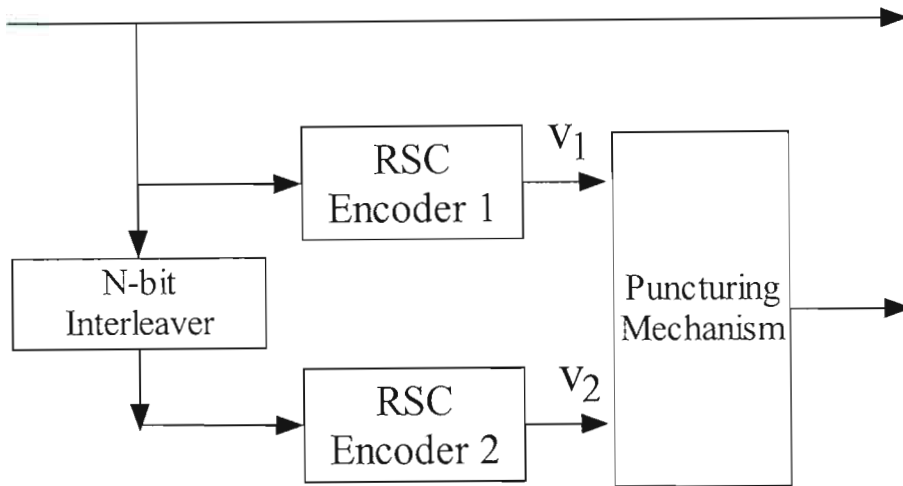 RSC
Encoder 1
V1
N-bit
Interleaver
Puncturing
Mechanism
RSC
Encoder 2
V2